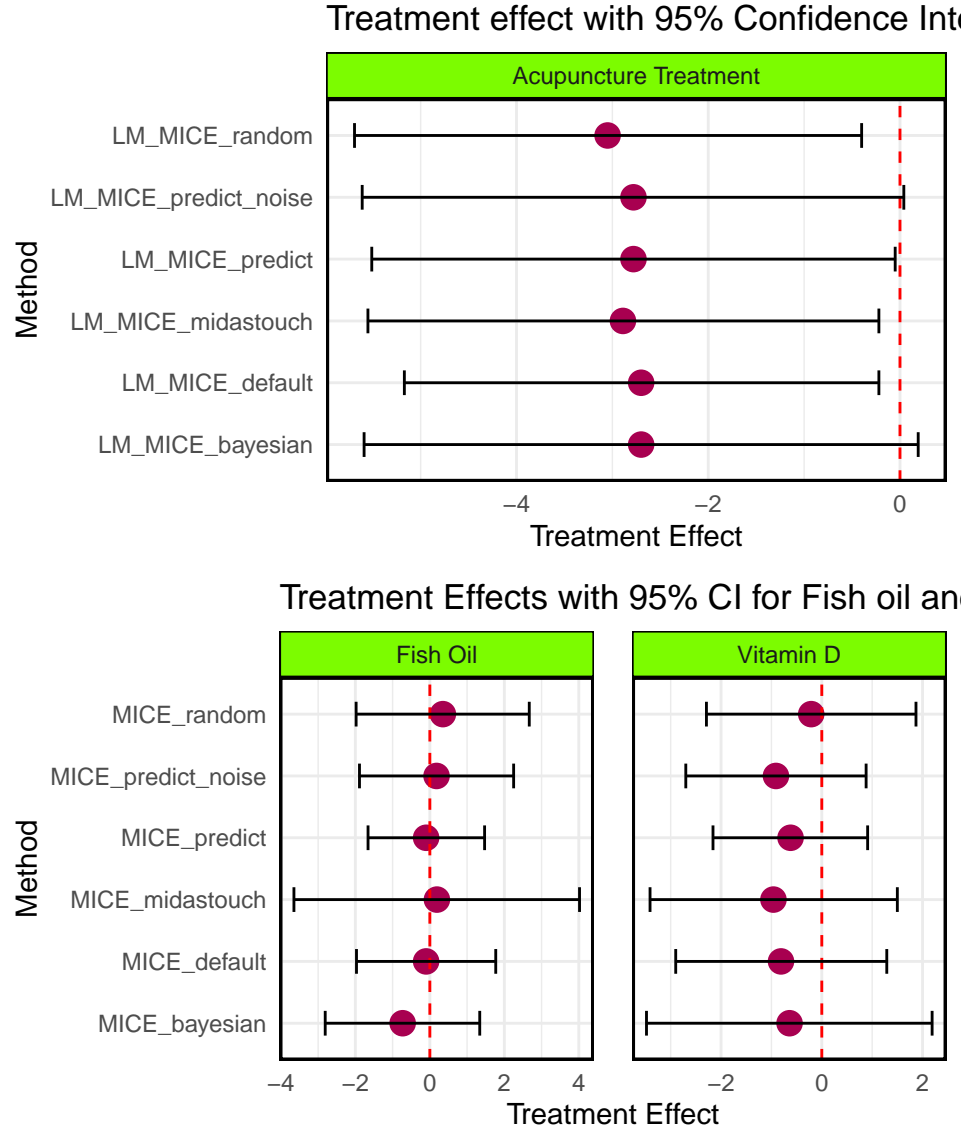 Treatment effect with 95% Confidence Inte
Acupuncture Treatment
LM_MICE_random
LM_MICE_predict_noise
LM_MICE_predict
LM_MICE_midastouch
LM_MICE_default
LM_MICE_bayesian
Method
−4 −2 0
Treatment Effect
Treatment Effects with 95% CI for Fish oil and
Fish Oil Vitamin D
MICE_random
MICE_predict_noise
MICE_predict
MICE_midastouch
MICE_default
MICE_bayesian
Method
−4 −2 0 2 4 −2 0 2
Treatment Effect